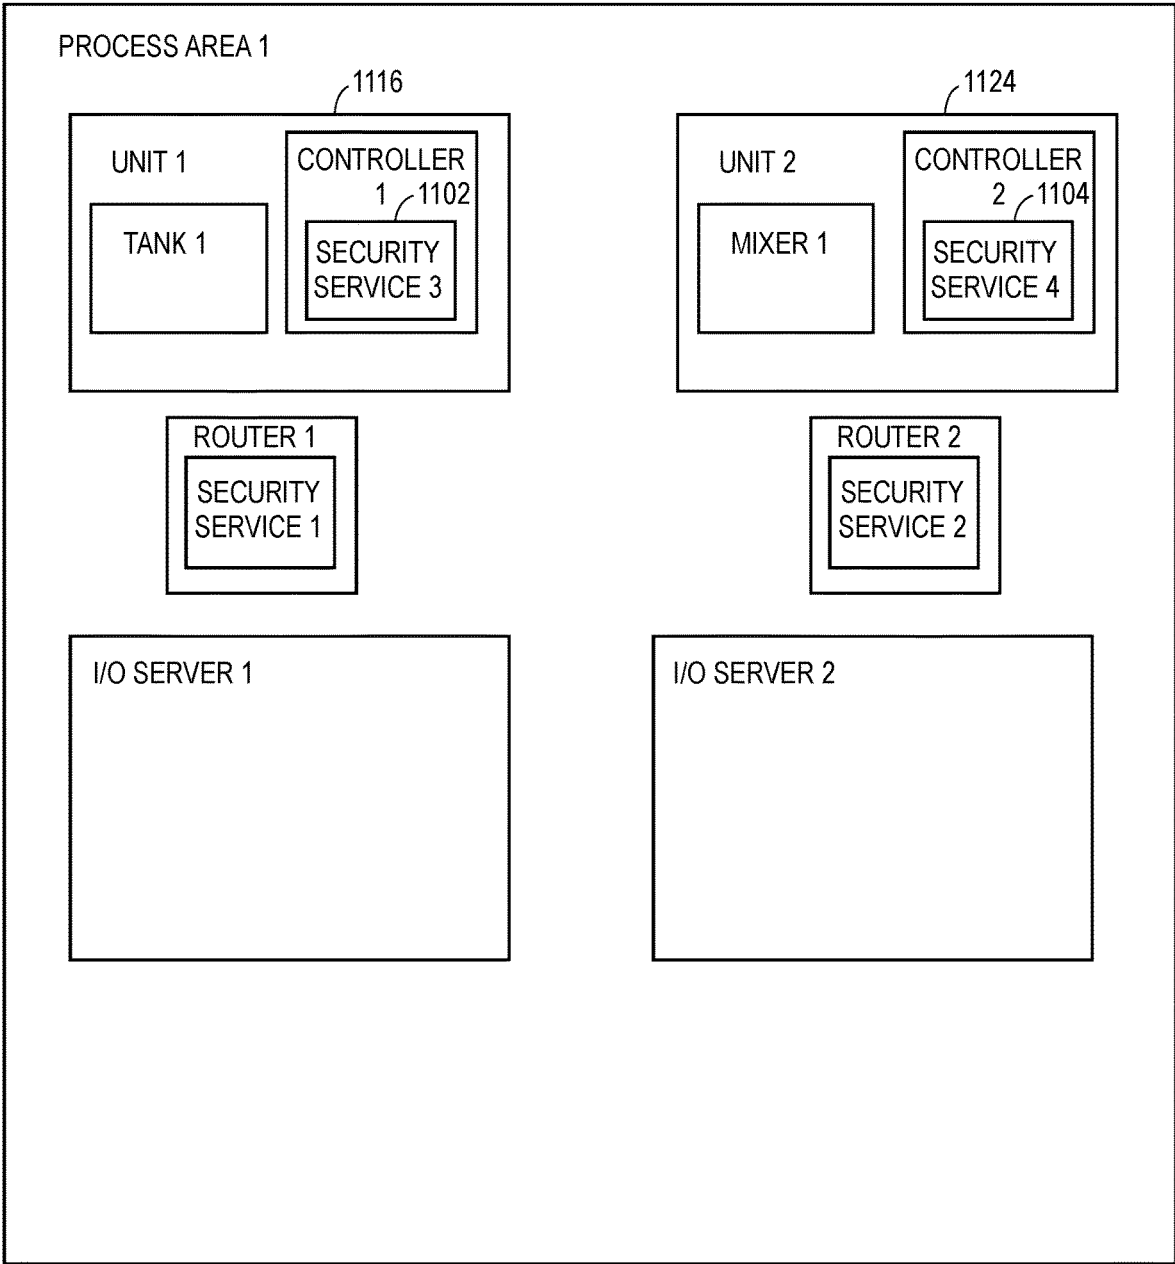 PROCESS AREA 1
1116
1124
UNIT 1
CONTROLLER
1
1102
TANK 1
SECURITY
SERVICE 3
UNIT 2
CONTROLLER
2
1104
MIXER 1
SECURITY
SERVICE 4
ROUTER 1
SECURITY
SERVICE 1
ROUTER 2
SECURITY
SERVICE 2
I/O SERVER 1
I/O SERVER 2